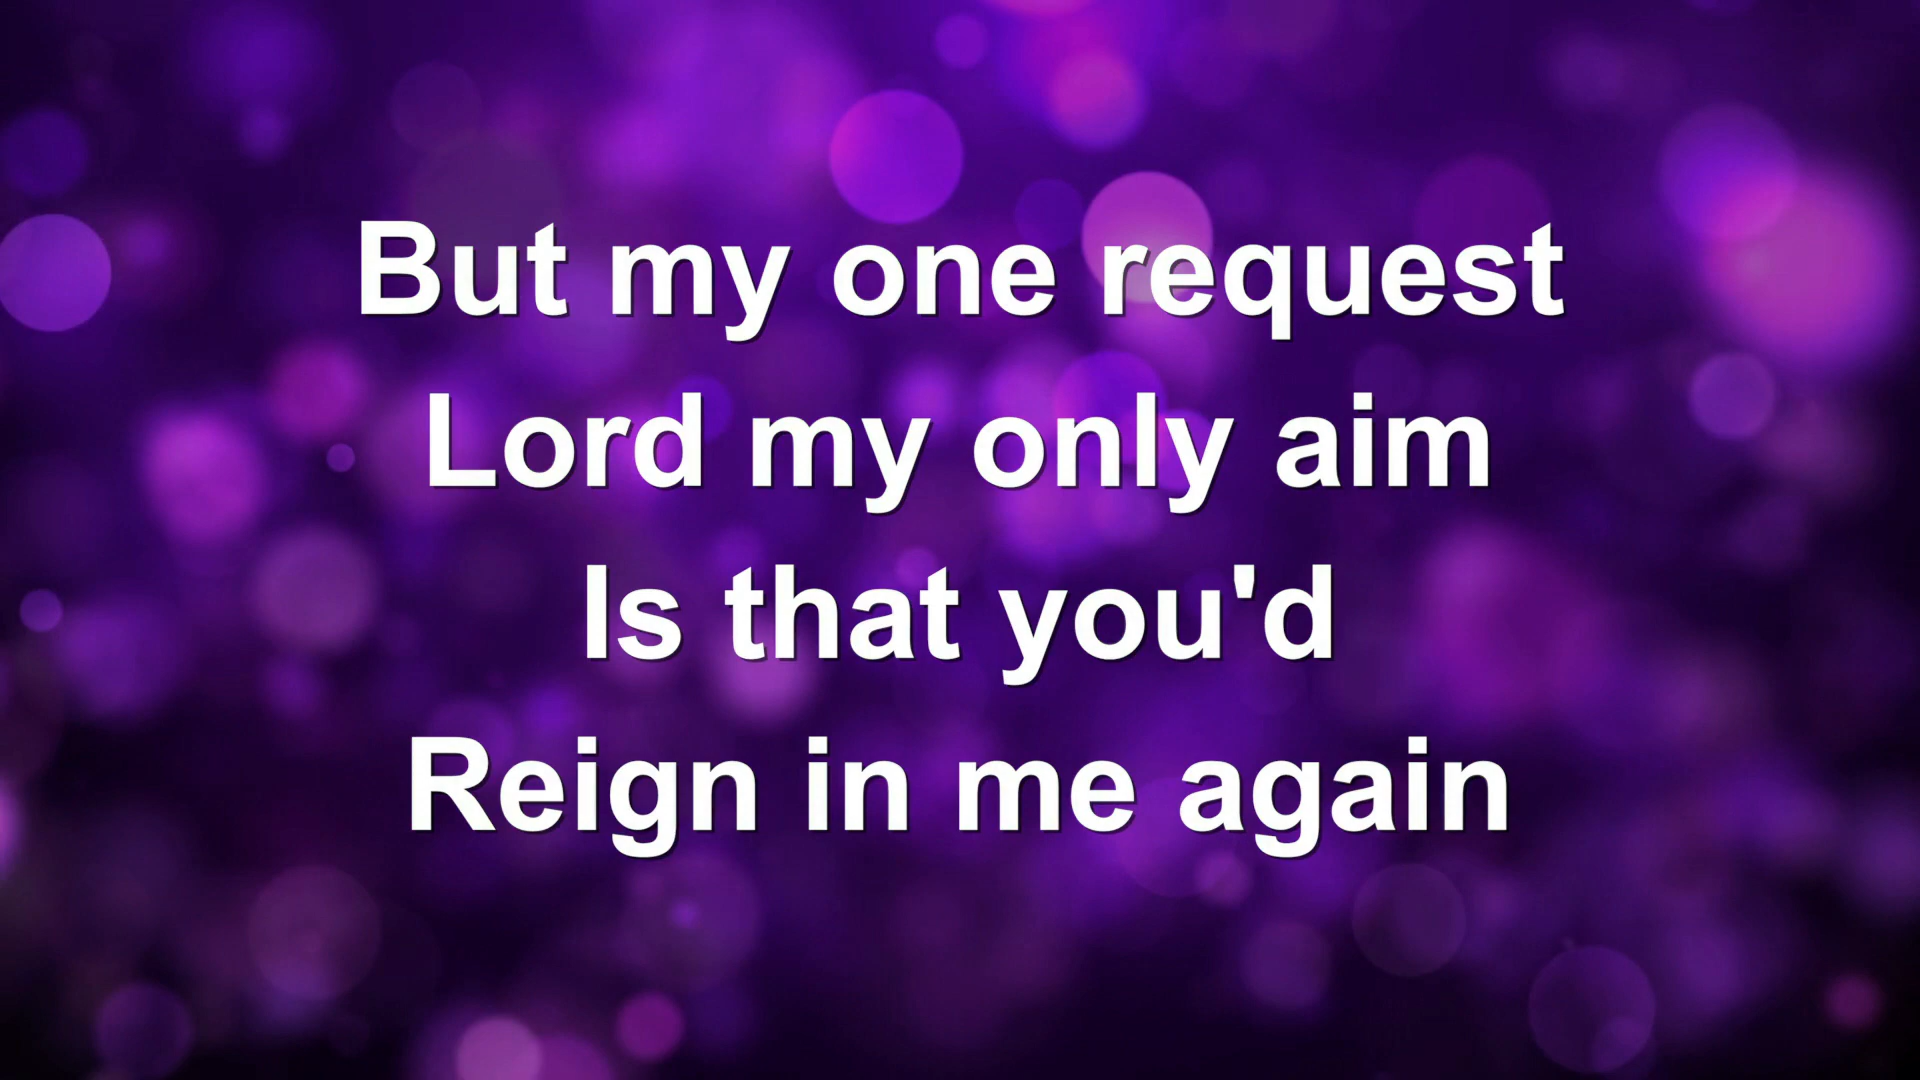 But my one request
Lord my only aim
Is that you'd
Reign in me again